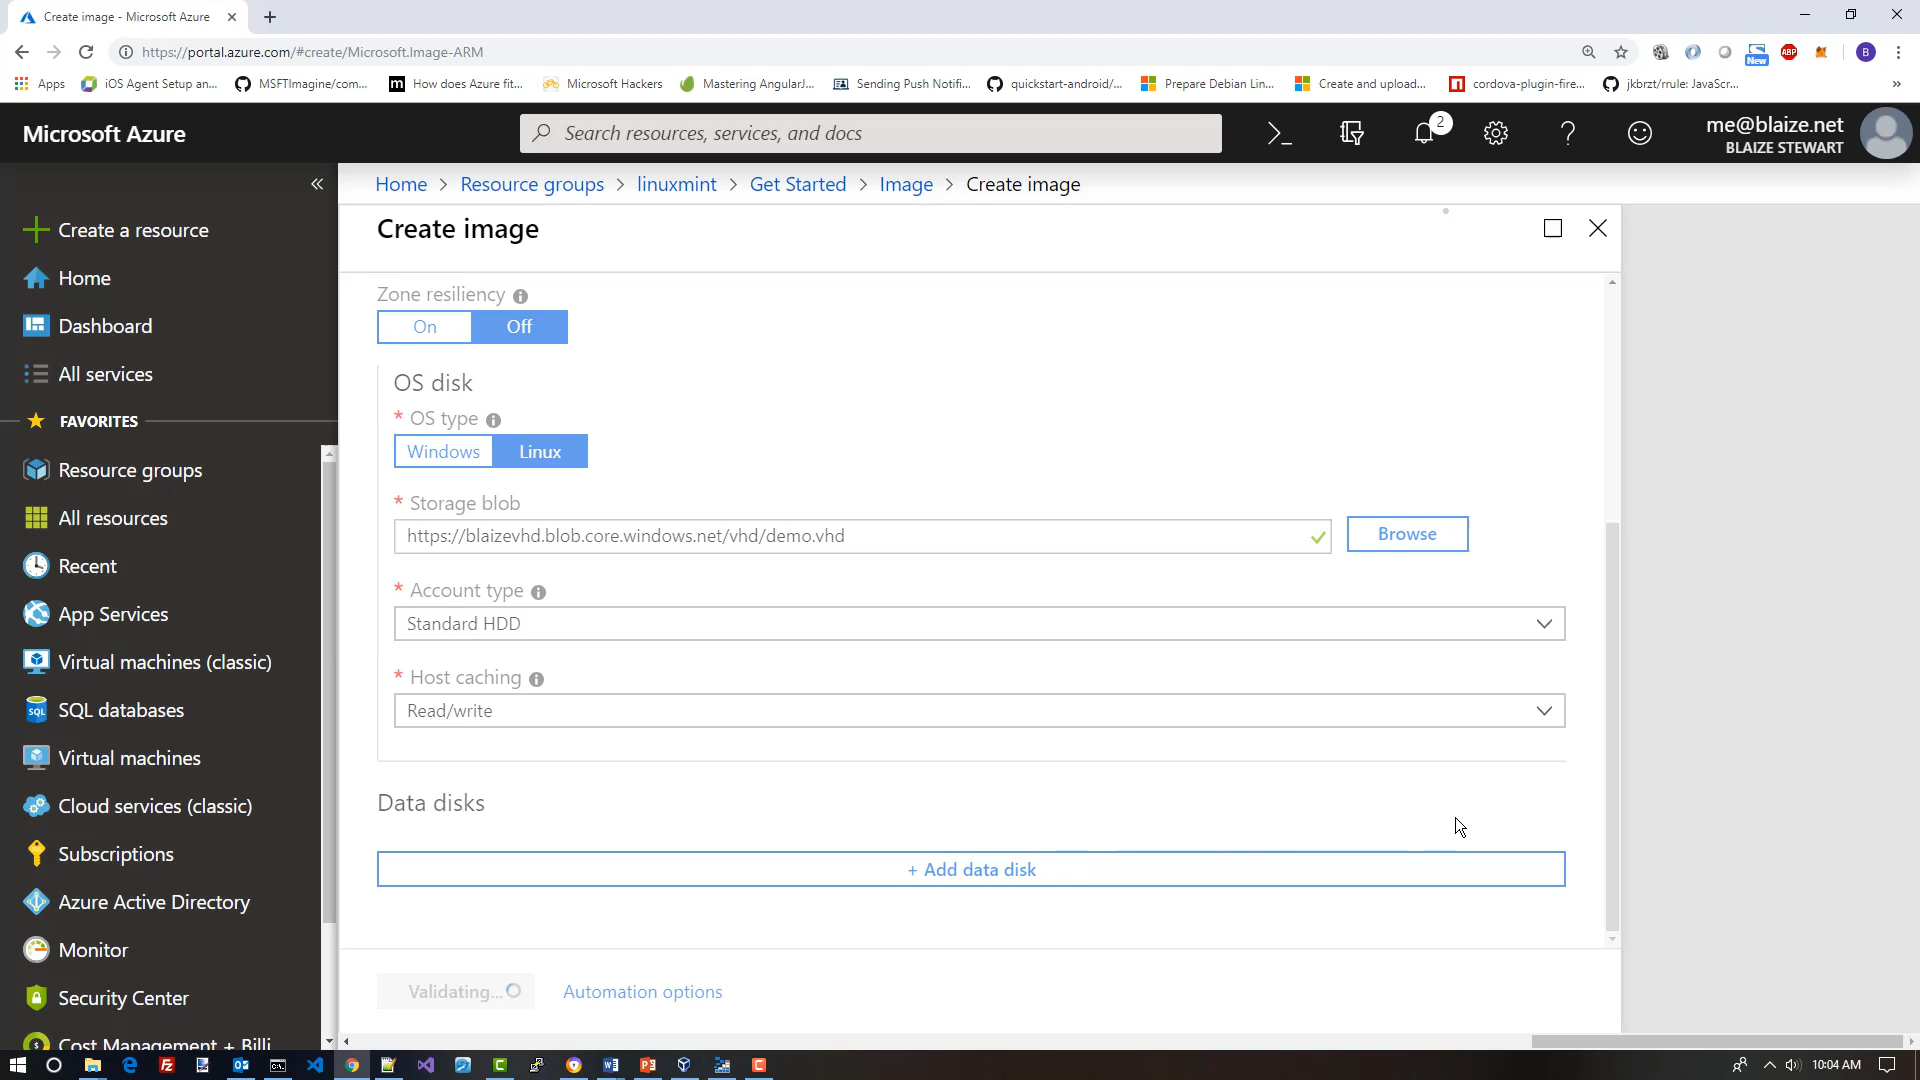 Create image - Microsoft Azure
https://portal.azure.com/#create/Microsoft.Image-ARM
New
ABP
B
Apps
iOS Agent Setup an...
MSFTImagine/com...
How does Azure fit...
Microsoft Hackers
Mastering AngularJ...
Sending Push Notifi...
quickstart-android/...
Prepare Debian Lin...
Create and upload...
cordova-plugin-fire...
jkbrzt/rrule: JavaScr...
Microsoft Azure
Search resources, services, and docs
2
me@blaize.net
BLAIZE STEWART
Home > Resource groups > linuxmint > Get Started > Image > Create image
Create a resource
Home
Dashboard
All services
FAVORITES
Resource groups
All resources
Recent
App Services
Virtual machines (classic)
SQL databases
Virtual machines
Cloud services (classic)
Subscriptions
Azure Active Directory
Monitor
Security Center
Cost Management + Billi
Create image
Zone resiliency
On Off
OS disk
* OS type
Windows Linux
* Storage blob
https://blaizevhd.blob.core.windows.net/vhd/demo.vhd
Browse
* Account type
Standard HDD
* Host caching
Read/write
Data disks
+ Add data disk
Validating...
Automation options
10:04 AM